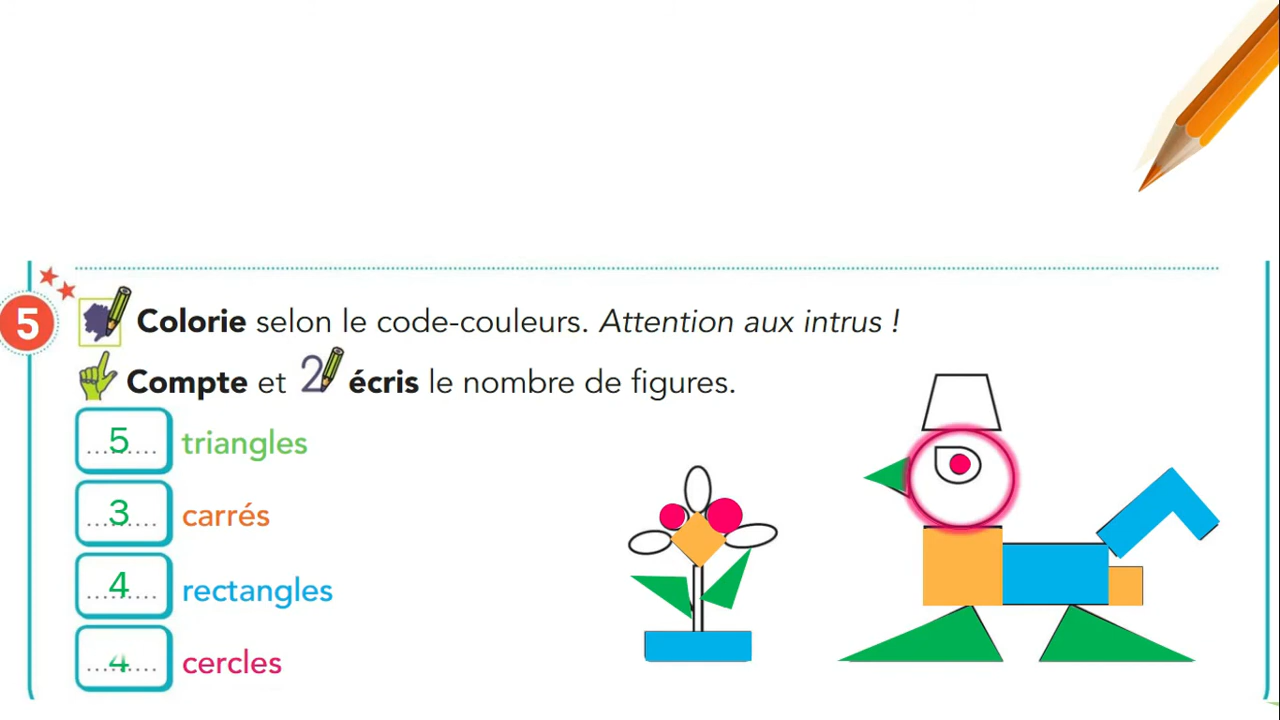 5
Colorie selon le code-couleurs. Attention aux intrus !
Compte et 2 écris le nombre de figures.
...5.... triangles
...3.... carrés
...4.... rectangles
...4.... cercles